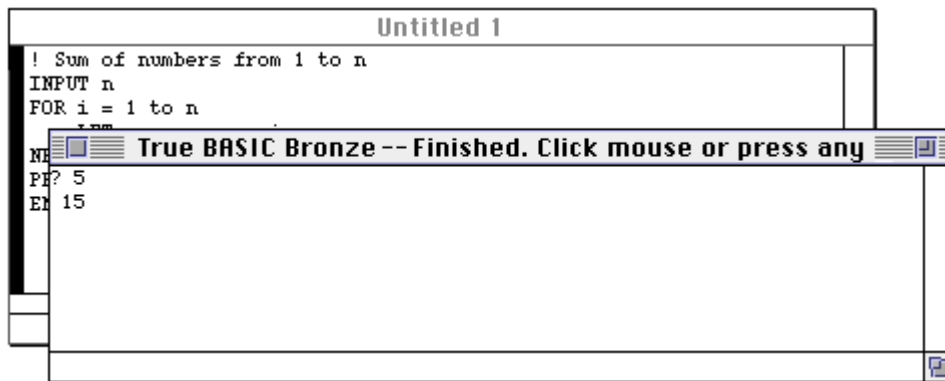 Untitled 1
! Sum of numbers from 1 to n
INPUT n
FOR i = 1 to n
True BASIC Bronze -- Finished. Click mouse or press any
? 5
15